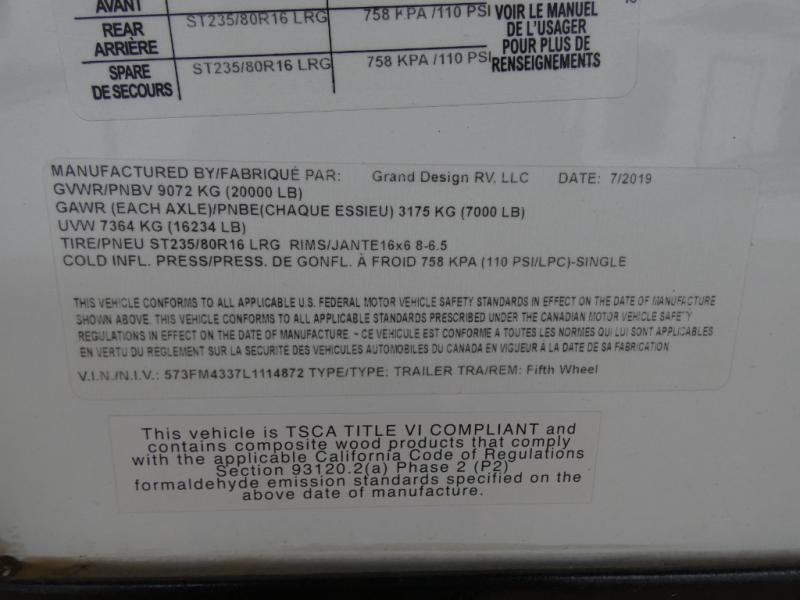 AVANT
REAR ST235/80R16 LRG 758 KPA /110 PSI
ARRIÈRE
SPARE ST235/80R16 LRG 758 KPA /110 PSI
DE SECOURS
VOIR LE MANUEL
DE L'USAGER
POUR PLUS DE
RENSEIGNEMENTS
MANUFACTURED BY/FABRIQUÉ PAR: Grand Design RV, LLC DATE: 7/2019
GVWR/PNBV 9072 KG (20000 LB)
GAWR (EACH AXLE)/PNBE(CHAQUE ESSIEU) 3175 KG (7000 LB)
UVW 7364 KG (16234 LB)
TIRE/PNEU ST235/80R16 LRG RIMS/JANTE16x6 8-6.5
COLD INFL. PRESS/PRESS. DE GONFL. À FROID 758 KPA (110 PSI/LPC)-SINGLE
THIS VEHICLE CONFORMS TO ALL APPLICABLE U.S. FEDERAL MOTOR VEHICLE SAFETY STANDARDS IN EFFECT ON THE DATE OF MANUFACTURE
SHOWN ABOVE. THIS VEHICLE CONFORMS TO ALL APPLICABLE STANDARDS PRESCRIBED UNDER THE CANADIAN MOTOR VEHICLE SAFETY
REGULATIONS IN EFFECT ON THE DATE OF MANUFACTURE. - CE VEHICULE EST CONFORME A TOUTES LES NORMES QUI LUI SONT APPLICABLES
EN VERTU DU REGLEMENT SUR LA SECURITE DES VEHICULES AUTOMOBILES DU CANADA EN VIGUEUR A LA DATE DE SA FABRICATION
V.I.N./N.I.V.: 573FM4337L1114872 TYPE/TYPE: TRAILER TRA/REM: Fifth Wheel
This vehicle is TSCA TITLE VI COMPLIANT and
contains composite wood products that comply
with the applicable California Code of Regulations
Section 93120.2(a) Phase 2 (P2)
formaldehyde emission standards specified on the
above date of manufacture.